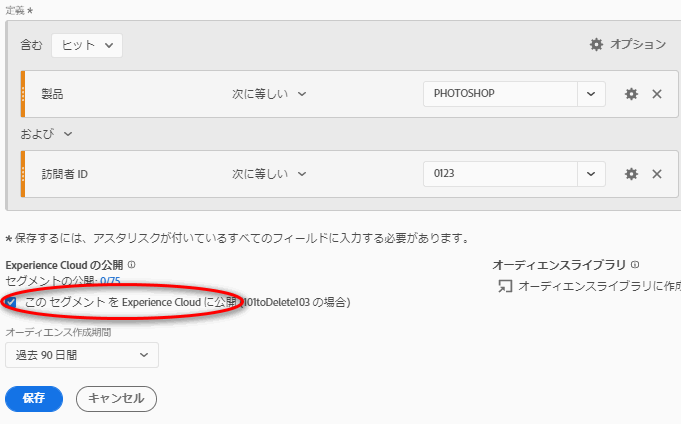 定義 *
含む ヒット オプション
製品 次に等しい PHOTOSHOP
および
訪問者 ID 次に等しい 0123
* 保存するには、アスタリスクが付いているすべてのフィールドに入力する必要があります。
Experience Cloud の公開
セグメントの公開: 0/75
この セグメント を Experience Cloud に公開 (101toDelete103 の場合)
オーディエンス作成期間
過去 90 日間
保存 キャンセル
オーディエンスライブラリ
オーディエンスライブラリに作成